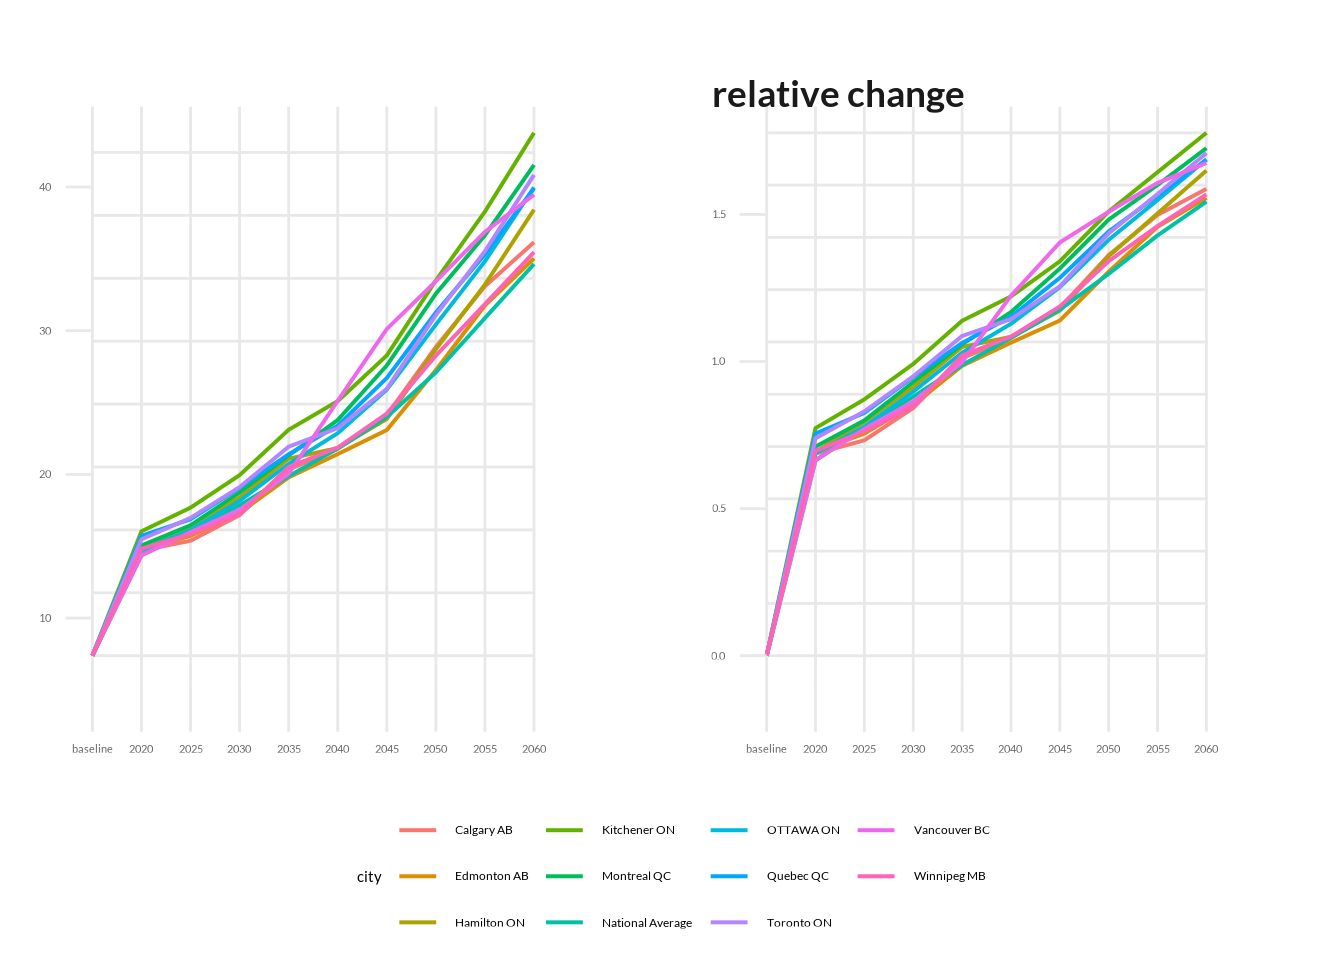 relative change
40
30
20
10
baseline 2020 2025 2030 2035 2040 2045 2050 2055 2060
1.5
1.0
0.5
0.0
baseline 2020 2025 2030 2035 2040 2045 2050 2055 2060
city
Calgary AB
Edmonton AB
Hamilton ON
Kitchener ON
Montreal QC
National Average
OTTAWA ON
Quebec QC
Toronto ON
Vancouver BC
Winnipeg MB